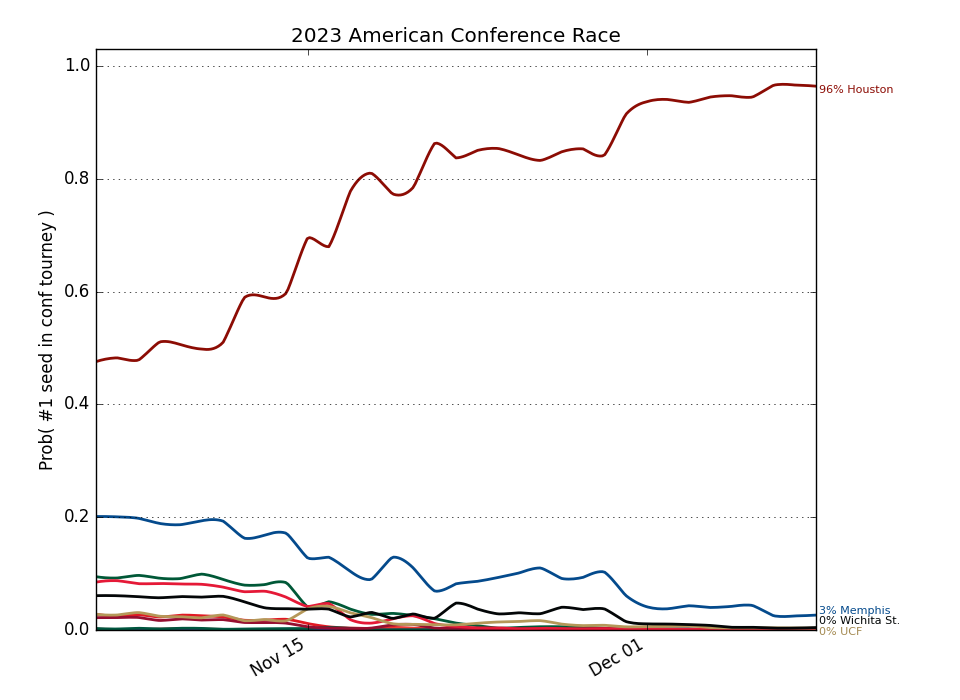 2023 American Conference Race
Prob( #1 seed in conf tourney )
1.0
0.8
0.6
0.4
0.2
0.0
96% Houston
3% Memphis
0% Wichita St.
0% UCF
Nov 15
Dec 01